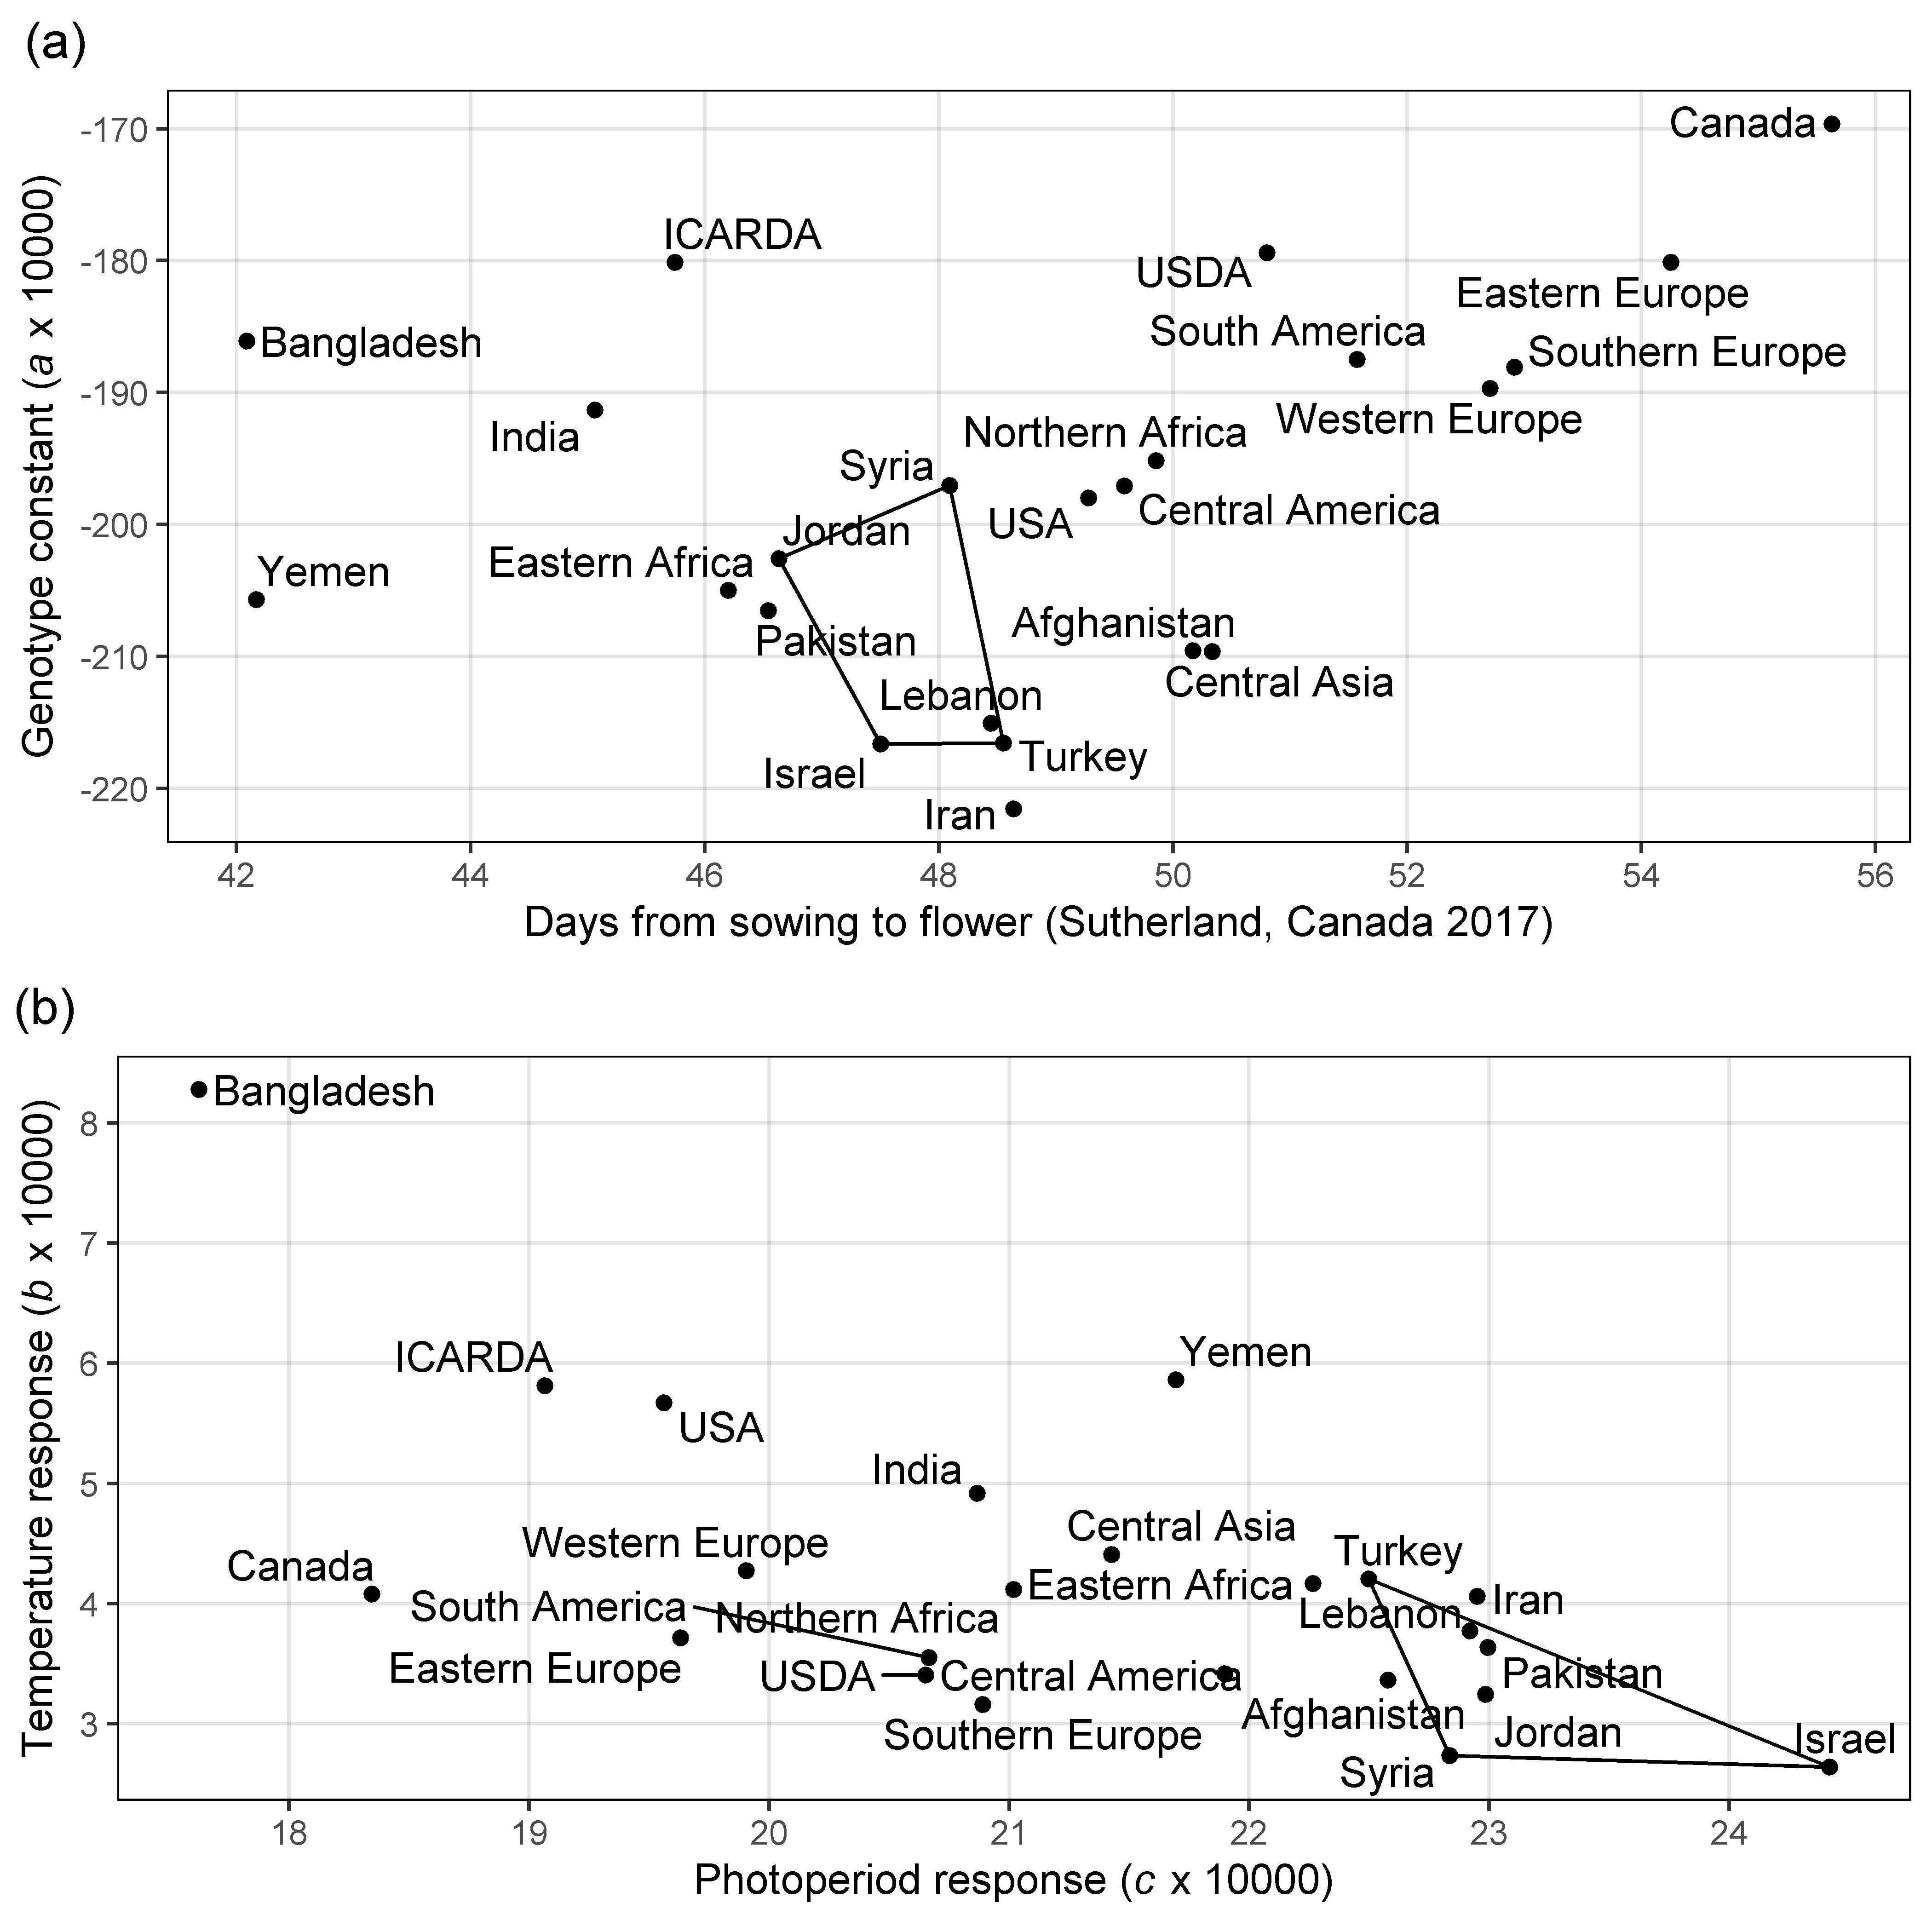 (a)
Genotype constant (a x 10000)
-170
-180
-190
-200
-210
-220
Canada
ICARDA
USDA
Eastern Europe
South America
Bangladesh
Southern Europe
Western Europe
India
Northern Africa
Syria
Central America
USA
Jordan
Eastern Africa
Yemen
Afghanistan
Pakistan
Central Asia
Lebanon
Turkey
Israel
Iran
42 44 46 48 50 52 54 56
Days from sowing to flower (Sutherland, Canada 2017)
(b)
Temperature response (b x 10000)
8
7
6
5
4
3
Bangladesh
Yemen
ICARDA
USA
India
Central Asia
Western Europe
Turkey
Canada
Eastern Africa
Iran
South America
Northern Africa
Lebanon
Eastern Europe
USDA
Central America
Pakistan
Afghanistan
Southern Europe
Jordan
Israel
Syria
18 19 20 21 22 23 24
Photoperiod response (c x 10000)